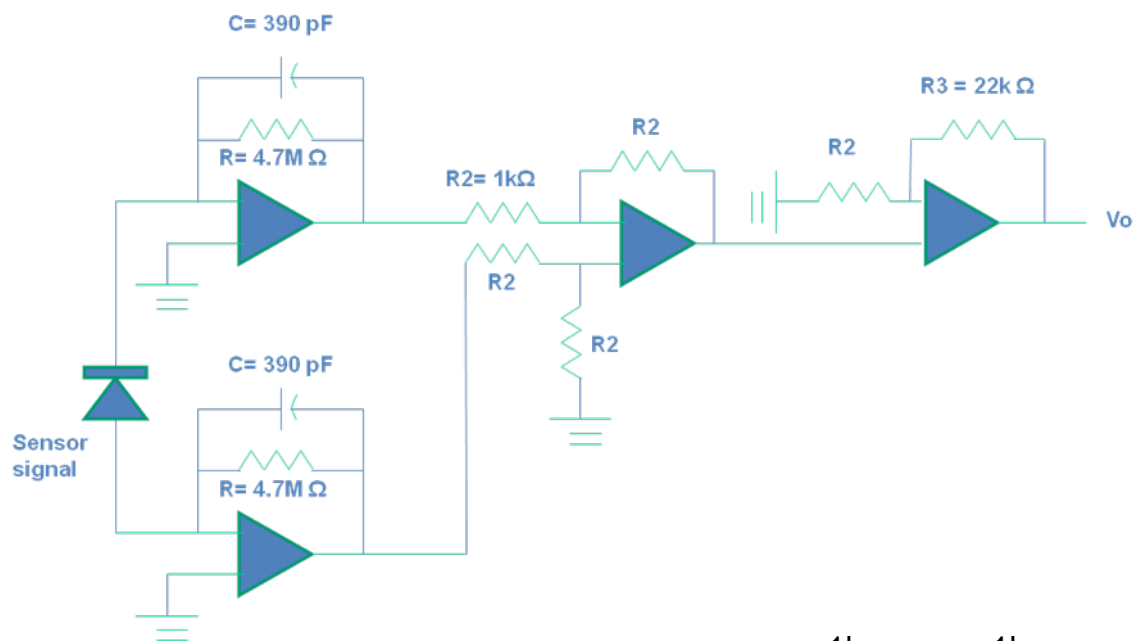 C= 390 pF
R3 = 22k Ω
R2
R2
R= 4.7M Ω
R2= 1kΩ
Vo
R2
R2
C= 390 pF
Sensor
signal
R= 4.7M Ω